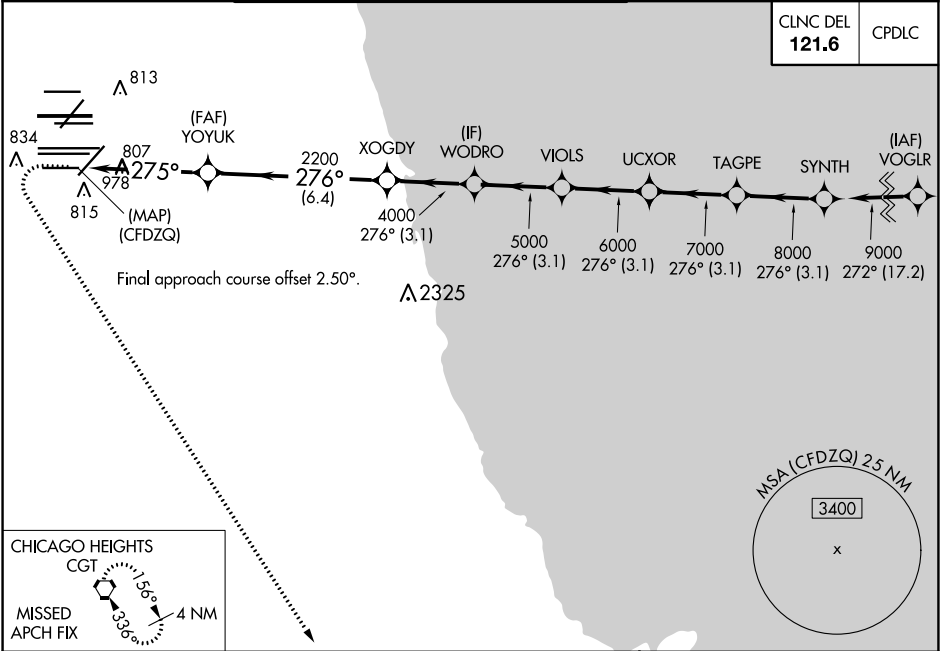 CLNC DEL
121.6
CPDLC
813
834
807
978
815
275°
(MAP)
(CFDZQ)
(FAF)
YOYUK
2200
276°
(6.4)
XOGDY
4000
276° (3.1)
(IF)
WODRO
5000
276° (3.1)
VIOLS
6000
276° (3.1)
UCXOR
7000
276° (3.1)
TAGPE
8000
276° (3.1)
SYNTH
9000
272° (17.2)
(IAF)
VOGLR
Final approach course offset 2.50°.
2325
MSA (CFDZQ) 25 NM
3400
x
CHICAGO HEIGHTS
CGT
156°
336°
4 NM
MISSED
APCH FIX